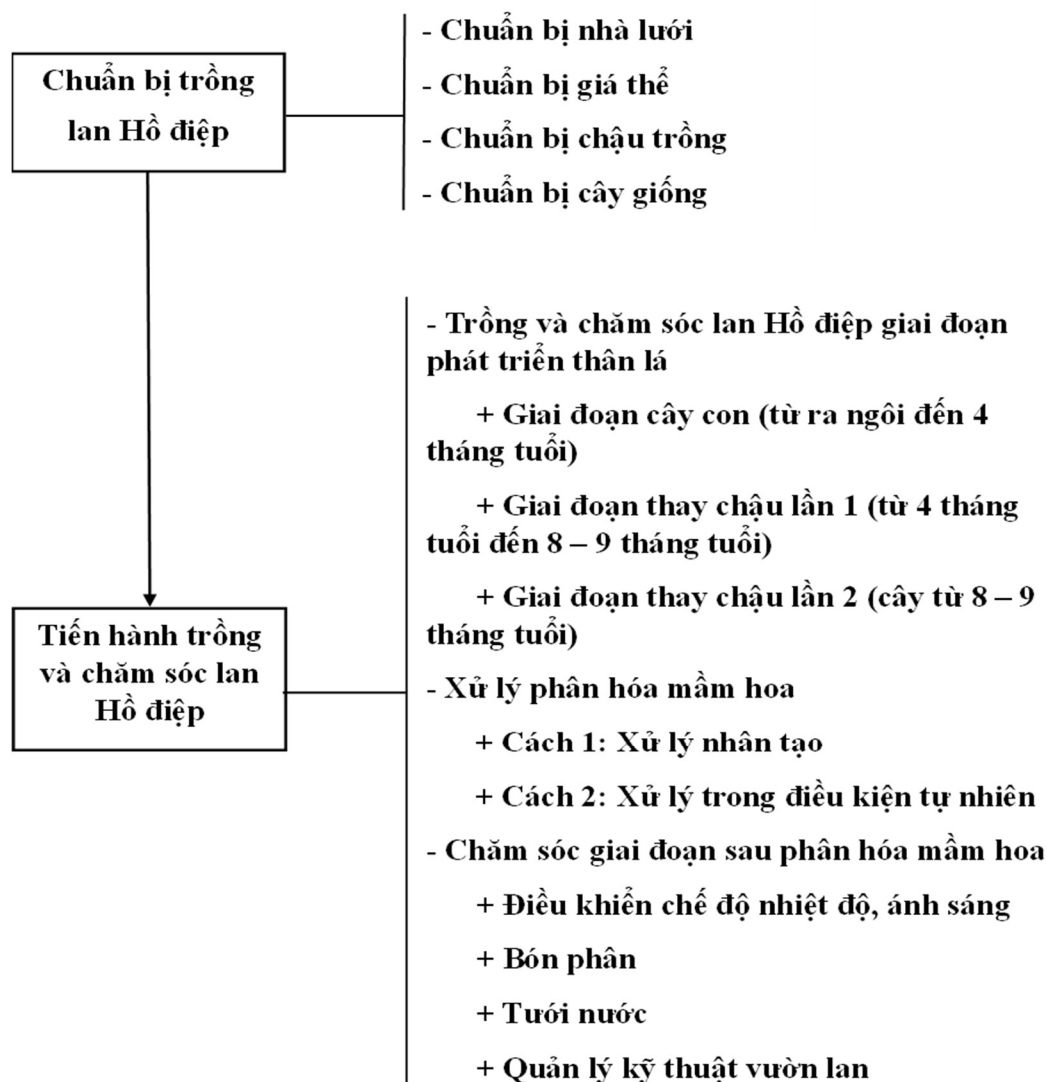 Chuẩn bị trồng
lan Hồ điệp
- Chuẩn bị nhà lưới
- Chuẩn bị giá thể
- Chuẩn bị chậu trồng
- Chuẩn bị cây giống
Tiến hành trồng
và chăm sóc lan
Hồ điệp
- Trồng và chăm sóc lan Hồ điệp giai đoạn
phát triển thân lá
+ Giai đoạn cây con (từ ra ngôi đến 4
tháng tuổi)
+ Giai đoạn thay chậu lần 1 (từ 4 tháng
tuổi đến 8 – 9 tháng tuổi)
+ Giai đoạn thay chậu lần 2 (cây từ 8 – 9
tháng tuổi)
- Xử lý phân hóa mầm hoa
+ Cách 1: Xử lý nhân tạo
+ Cách 2: Xử lý trong điều kiện tự nhiên
- Chăm sóc giai đoạn sau phân hóa mầm hoa
+ Điều khiển chế độ nhiệt độ, ánh sáng
+ Bón phân
+ Tưới nước
+ Quản lý kỹ thuật vườn lan